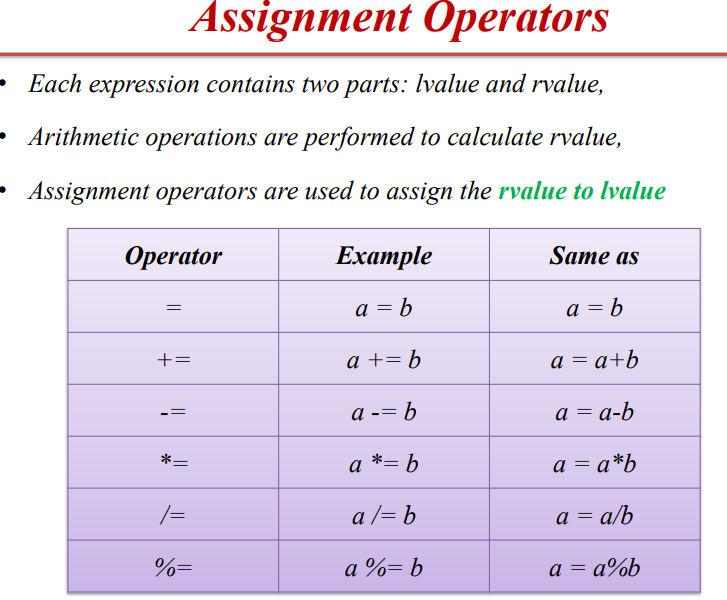 Assignment Operators
• Each expression contains two parts: lvalue and rvalue,
• Arithmetic operations are performed to calculate rvalue,
• Assignment operators are used to assign the rvalue to lvalue
Operator Example Same as
= a = b a = b
+= a += b a = a+b
-= a -= b a = a-b
*= a *= b a = a*b
/= a /= b a = a/b
%= a %= b a = a%b